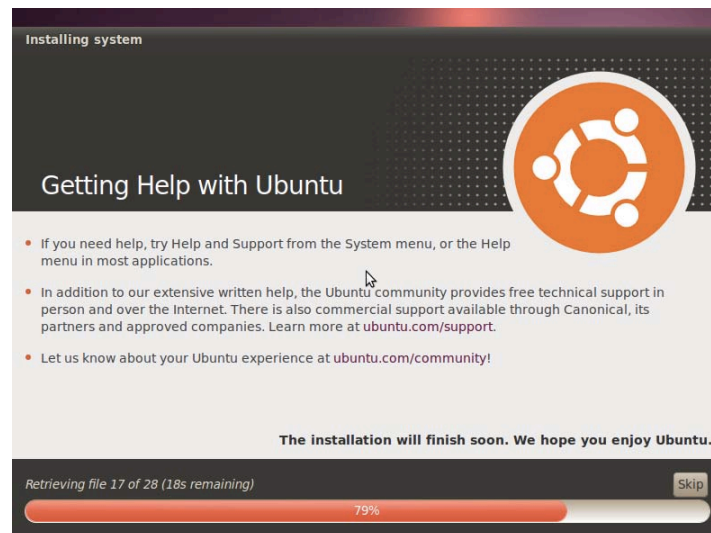 Installing system
Getting Help with Ubuntu
If you need help, try Help and Support from the System menu, or the Help
menu in most applications.
In addition to our extensive written help, the Ubuntu community provides free technical support in
person and over the Internet. There is also commercial support available through Canonical, its
partners and approved companies. Learn more at ubuntu.com/support.
Let us know about your Ubuntu experience at ubuntu.com/community!
The installation will finish soon. We hope you enjoy Ubuntu.
Retrieving file 17 of 28 (18s remaining)
Skip
79%